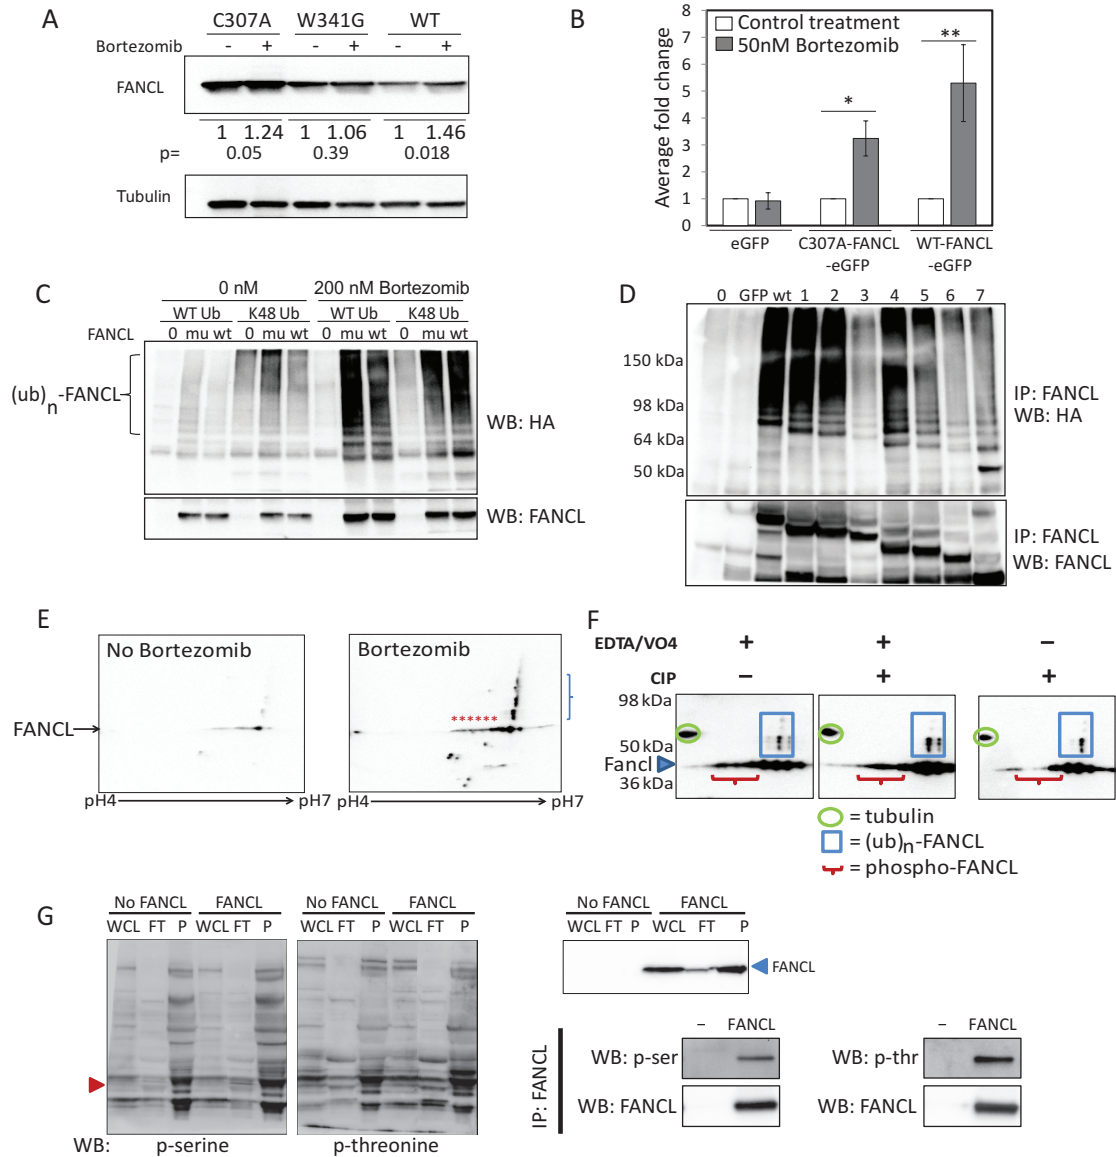 A
C307A W341G WT
Bortezomib - + - + - +
FANCL
1 1.24 1 1.06 1 1.46
p= 0.05 0.39 0.018
Tubulin
B
Average fold change
8
7
6
5
4
3
2
1
0
Control treatment
50nM Bortezomib
*
**
eGFP C307A-FANCL -eGFP WT-FANCL -eGFP
C
0 nM 200 nM Bortezomib
WT Ub K48 Ub WT Ub K48 Ub
FANCL 0 mu wt 0 mu wt 0 mu wt 0 mu wt
(ub)n-FANCL
WB: HA
WB: FANCL
D
0 GFP wt 1 2 3 4 5 6 7
150 kDa
98 kDa
64 kDa
50 kDa
IP: FANCL
WB: HA
IP: FANCL
WB: FANCL
E
No Bortezomib
Bortezomib
******
FANCL
pH4 pH7
pH4 pH7
F
EDTA/VO4 + + −
CIP − + +
98 kDa
50 kDa
Fancl
36 kDa
= tubulin
= (ub)n-FANCL
= phospho-FANCL
G
No FANCL FANCL No FANCL FANCL
WCL FT P WCL FT P WCL FT P WCL FT P
WB: p-serine p-threonine
No FANCL FANCL
WCL FT P WCL FT P
FANCL
IP: FANCL
– FANCL
WB: p-ser
WB: FANCL
– FANCL
WB: p-thr
WB: FANCL